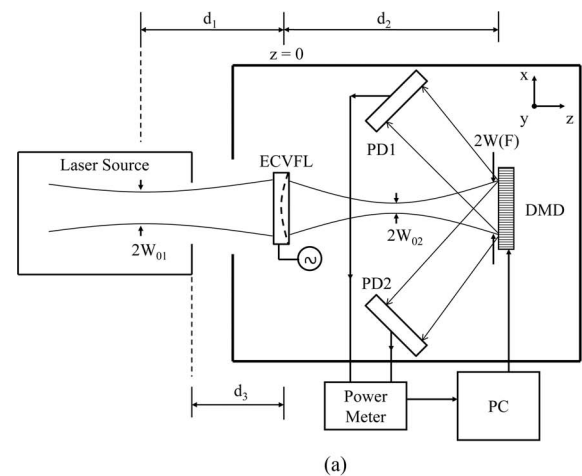 d₁
d₂
z = 0
x
y
z
Laser Source
ECVFL
PD1
2W(F)
DMD
2W₀₁
2W₀₂
PD2
d₃
Power
Meter
PC
(a)